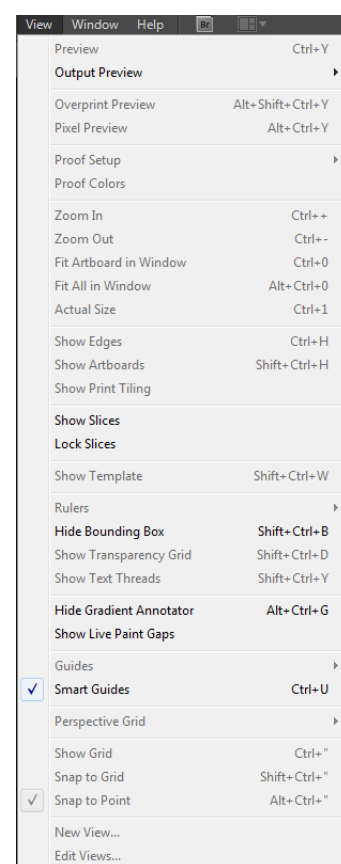 View Window Help Br
Preview Ctrl+Y
Output Preview
Overprint Preview Alt+Shift+Ctrl+Y
Pixel Preview Alt+Ctrl+Y
Proof Setup
Proof Colors
Zoom In Ctrl++
Zoom Out Ctrl+-
Fit Artboard in Window Ctrl+0
Fit All in Window Alt+Ctrl+0
Actual Size Ctrl+1
Show Edges Ctrl+H
Show Artboards Shift+Ctrl+H
Show Print Tiling
Show Slices
Lock Slices
Show Template Shift+Ctrl+W
Rulers
Hide Bounding Box Shift+Ctrl+B
Show Transparency Grid Shift+Ctrl+D
Show Text Threads Shift+Ctrl+Y
Hide Gradient Annotator Alt+Ctrl+G
Show Live Paint Gaps
Guides
Smart Guides Ctrl+U
Perspective Grid
Show Grid Ctrl+"
Snap to Grid Shift+Ctrl+"
Snap to Point Alt+Ctrl+"
New View...
Edit Views...